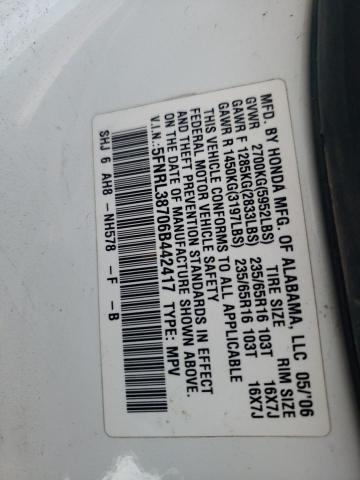 MFD. BY HONDA MFG. OF ALABAMA, LLC 05/'06
GVWR 2700KG(5952LBS) TIRE SIZE RIM SIZE
GAWR F 1285KG(2833LBS) 235/65R16 103T 16X7J
GAWR R 1450KG(3197LBS) 235/65R16 103T 16X7J
THIS VEHICLE CONFORMS TO ALL APPLICABLE
FEDERAL MOTOR VEHICLE SAFETY
AND THEFT PREVENTION STANDARDS IN EFFECT
ON THE DATE OF MANUFACTURE SHOWN ABOVE.
V.I.N.: 5FNRL38706B442417 TYPE: MPV
SHJ 6 AH8 - NH578 - F - B